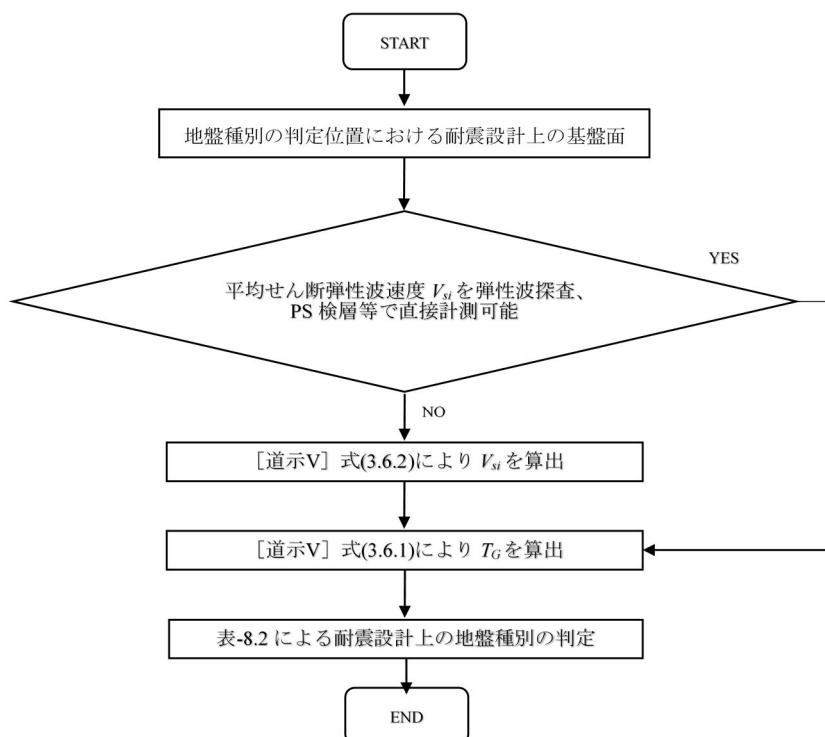 START
地盤種別の判定位置における耐震設計上の基盤面
YES
平均せん断弾性波速度 Vsi を弾性波探査、
PS 検層等で直接計測可能
NO
［道示V］式(3.6.2)により Vsi を算出
［道示V］式(3.6.1)により TG を算出
表-8.2 による耐震設計上の地盤種別の判定
END